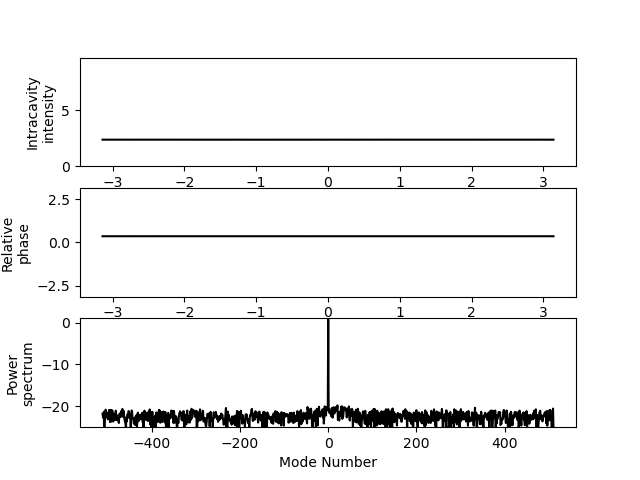 Intracavity
intensity
5
0
−3 −2 −1 0 1 2 3
Relative
phase
2.5
0.0
−2.5
−3 −2 −1 0 1 2 3
Power
spectrum
0
−10
−20
−400 −200 0 200 400
Mode Number